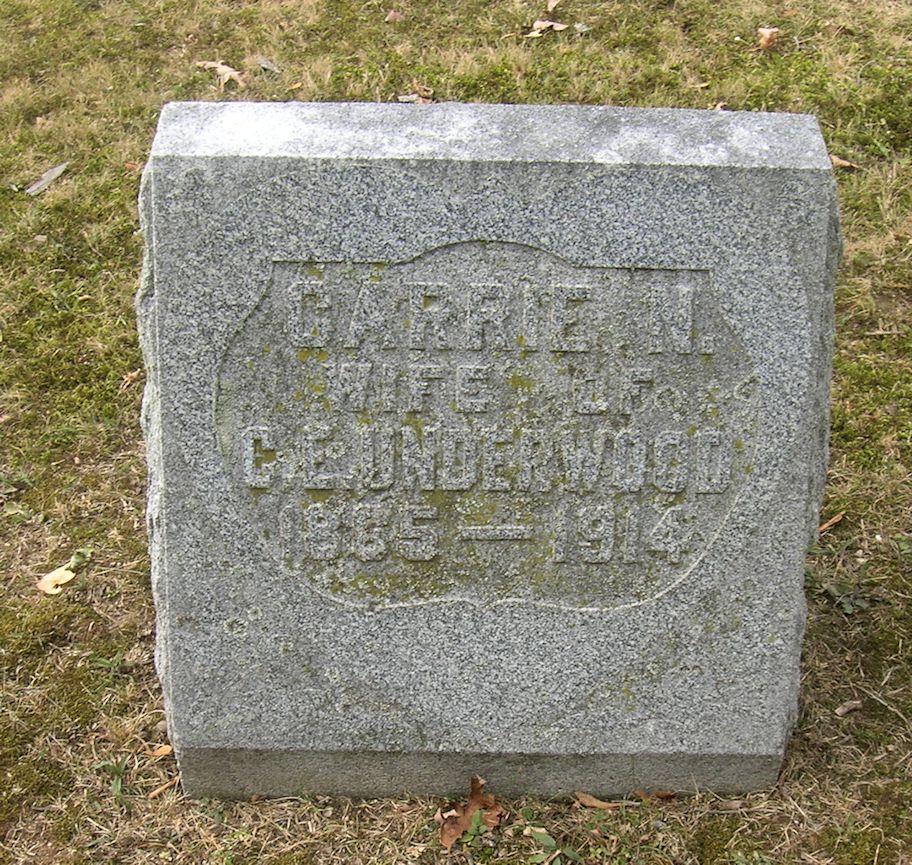 CARRIE N.
WIFE OF
C.E. UNDERWOOD
1865 — 1914